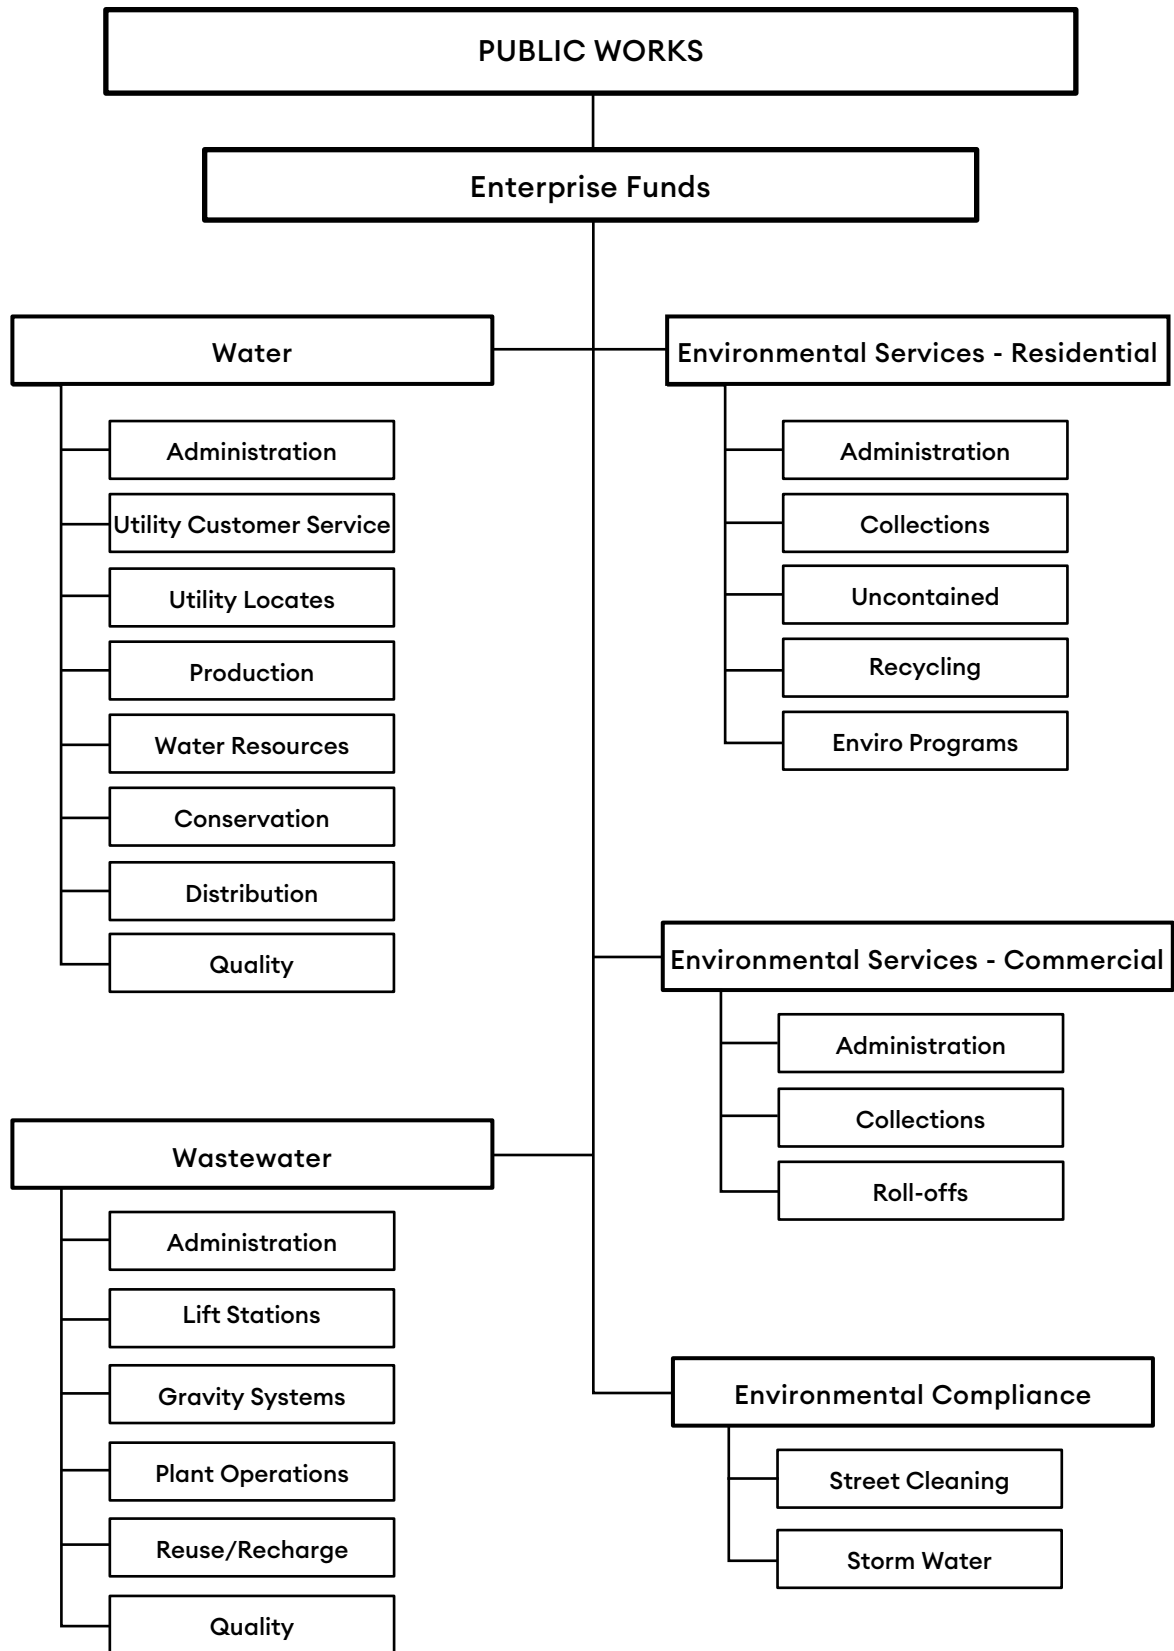 PUBLIC WORKS
Enterprise Funds
Water
Administration
Utility Customer Service
Utility Locates
Production
Water Resources
Conservation
Distribution
Quality
Wastewater
Administration
Lift Stations
Gravity Systems
Plant Operations
Reuse/Recharge
Quality
Environmental Services - Residential
Administration
Collections
Uncontained
Recycling
Enviro Programs
Environmental Services - Commercial
Administration
Collections
Roll-offs
Environmental Compliance
Street Cleaning
Storm Water